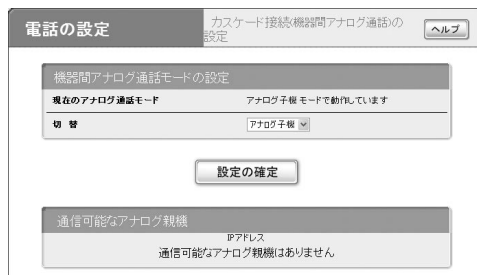 電話の設定
カスケード接続(機器間アナログ通話)の
設定
ヘルプ
機器間アナログ通話モードの設定
現在のアナログ通話モード
アナログ子機 モードで動作しています
切 替
アナログ子機
設定の確定
通信可能なアナログ親機
IPアドレス
通信可能なアナログ親機はありません